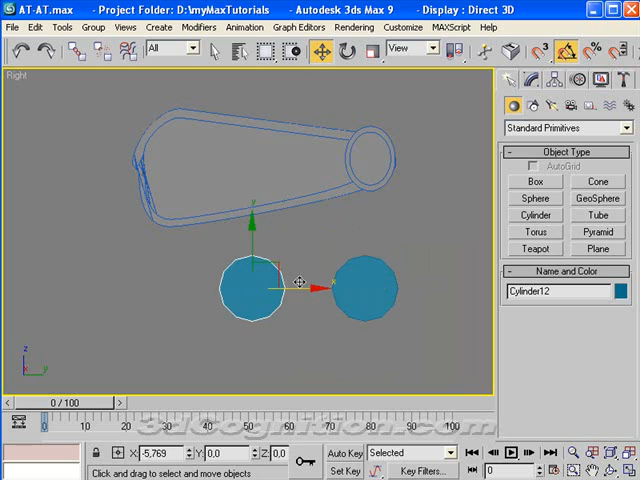 AT-AT.max - Project Folder: D:\myMaxTutorials - Autodesk 3ds Max 9 - Display : Direct 3D
File Edit Tools Group Views Create Modifiers Animation Graph Editors Rendering Customize MAXScript
All View
Right
Standard Primitives
Object Type
AutoGrid
Box Cone
Sphere GeoSphere
Cylinder Tube
Torus Pyramid
Teapot Plane
Name and Color
Cylinder12
y
x
z
x y
0 / 100
0 10 20 30 40 50 60 70 80 90 100
3dCognition.com
X: -5,769 Y: 0,0 Z: 0,0 Auto Key Selected
Click and drag to select and move objects Set Key Key Filters... 0